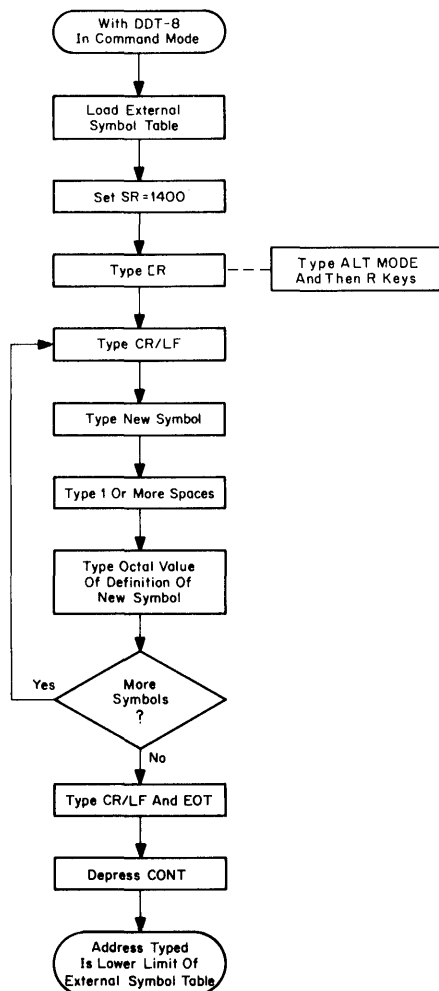 With DDT-8
In Command Mode
Load External
Symbol Table
Set SR=1400
Type [R
Type ALT MODE
And Then R Keys
Type CR/LF
Type New Symbol
Type 1 Or More Spaces
Type Octal Value
Of Definition Of
New Symbol
More
Symbols
?
Yes
No
Type CR/LF And EOT
Depress CONT
Address Typed
Is Lower Limit Of
External Symbol Table